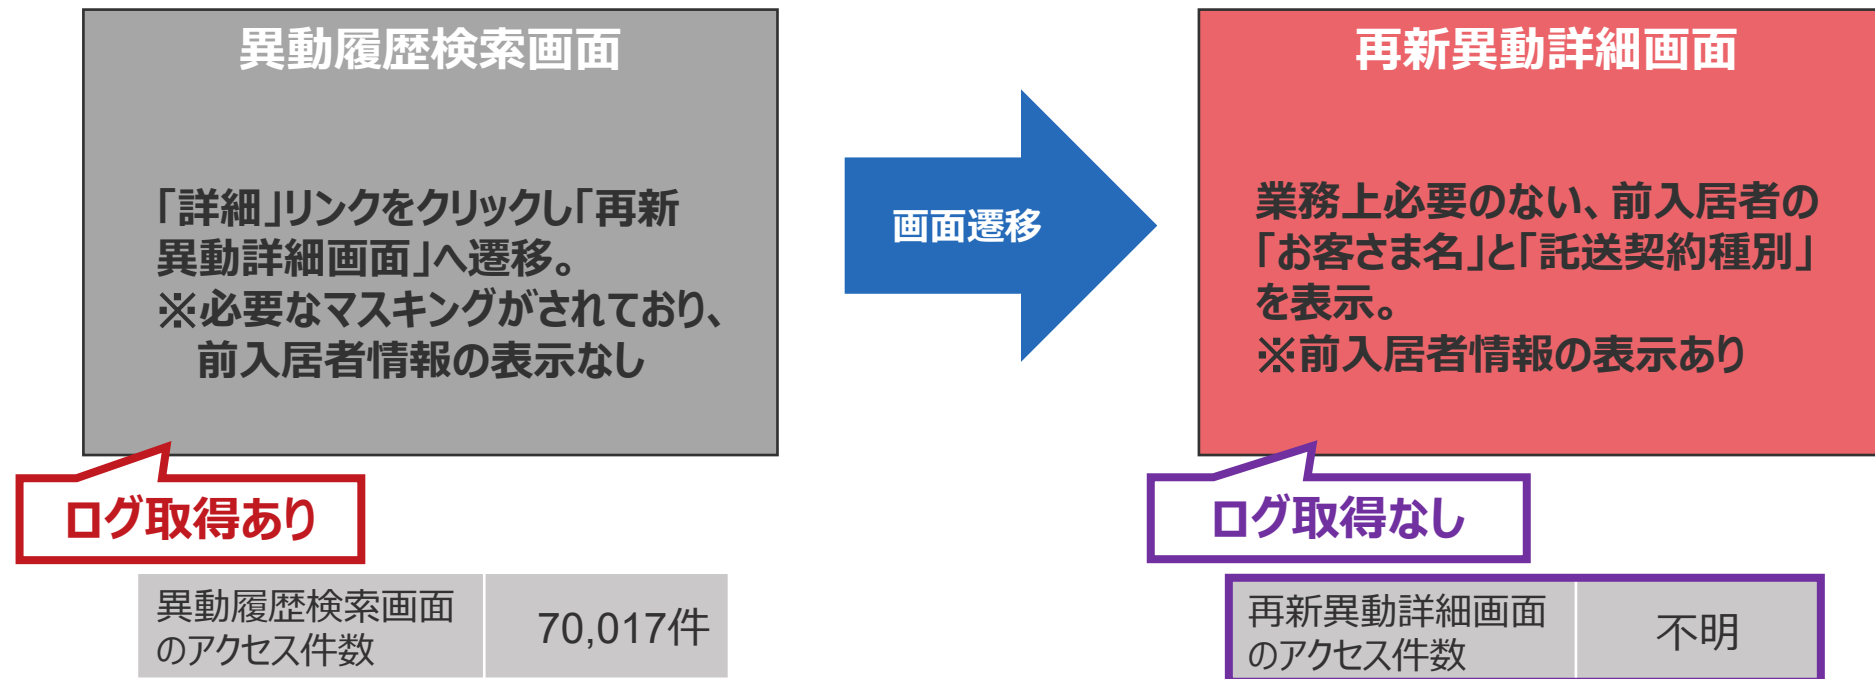 異動履歴検索画面
「詳細」リンクをクリックし「再新
異動詳細画面」へ遷移。
※必要なマスキングがされており、
前入居者情報の表示なし
ログ取得あり
異動履歴検索画面
のアクセス件数
70,017件
画面遷移
再新異動詳細画面
業務上必要のない、前入居者の
「お客さま名」と「託送契約種別」
を表示。
※前入居者情報の表示あり
ログ取得なし
再新異動詳細画面
のアクセス件数
不明